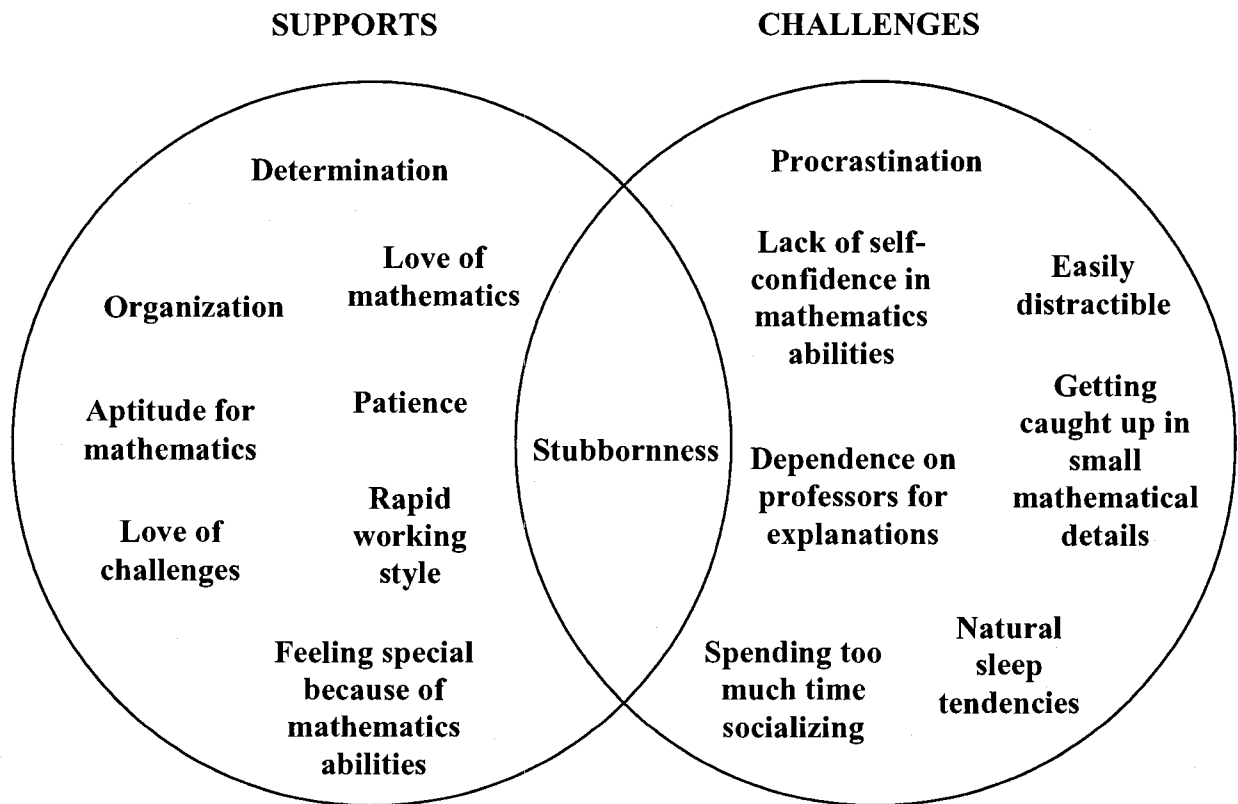 SUPPORTS
CHALLENGES
Determination
Love of
mathematics
Organization
Aptitude for
mathematics
Patience
Love of
challenges
Rapid
working
style
Feeling special
because of
mathematics
abilities
Stubbornness
Procrastination
Lack of self-
confidence in
mathematics
abilities
Easily
distractible
Getting
caught up in
small
mathematical
details
Dependence on
professors for
explanations
Spending too
much time
socializing
Natural
sleep
tendencies